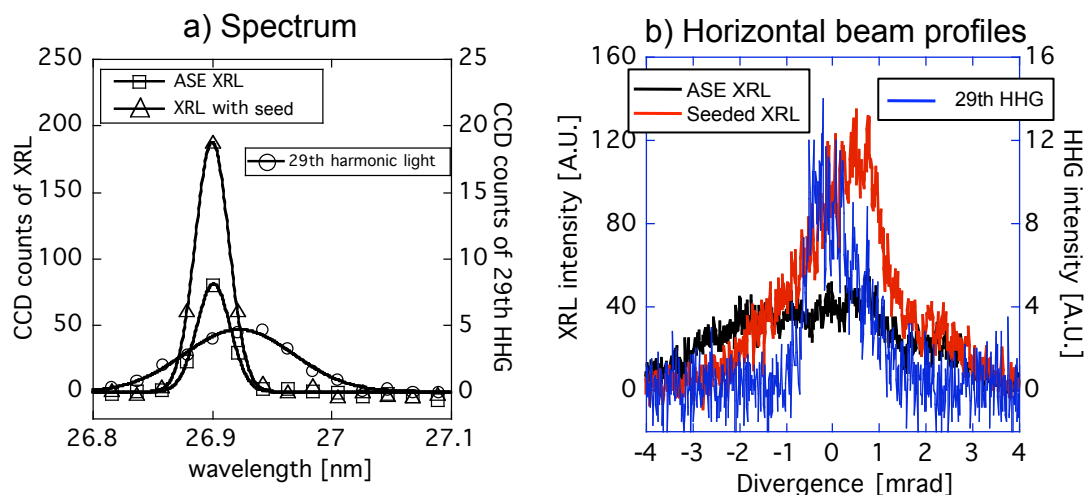 a) Spectrum
250
200
150
100
50
0
25
20
15
10
5
0
26.8
26.9
27
27.1
CCD counts of XRL
CCD counts of 29th HHG
wavelength [nm]
ASE XRL
XRL with seed
29th harmonic light
b) Horizontal beam profiles
160
120
80
40
0
16
12
8
4
0
-4
-3
-2
-1
0
1
2
3
4
XRL intensity [A.U.]
HHG intensity [A.U.]
Divergence [mrad]
ASE XRL
Seeded XRL
29th HHG